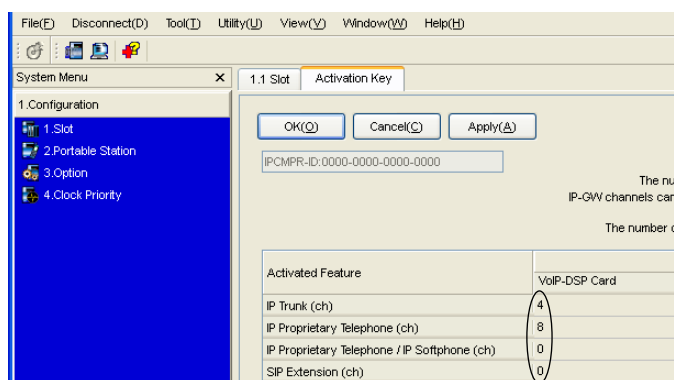 File(F) Disconnect(D) Tool(T) Utility(U) View(V) Window(W) Help(H)
System Menu X
1.1 Slot Activation Key
1.Configuration
1.Slot
2.Portable Station
3.Option
4.Clock Priority
OK(O) Cancel(C) Apply(A)
IPCMPR-ID:0000-0000-0000-0000
The
IP-GW channels
The number
Activated Feature
VoIP-DSP Card
IP Trunk (ch) 4
IP Proprietary Telephone (ch) 8
IP Proprietary Telephone / IP Softphone (ch) 0
SIP Extension (ch) 0